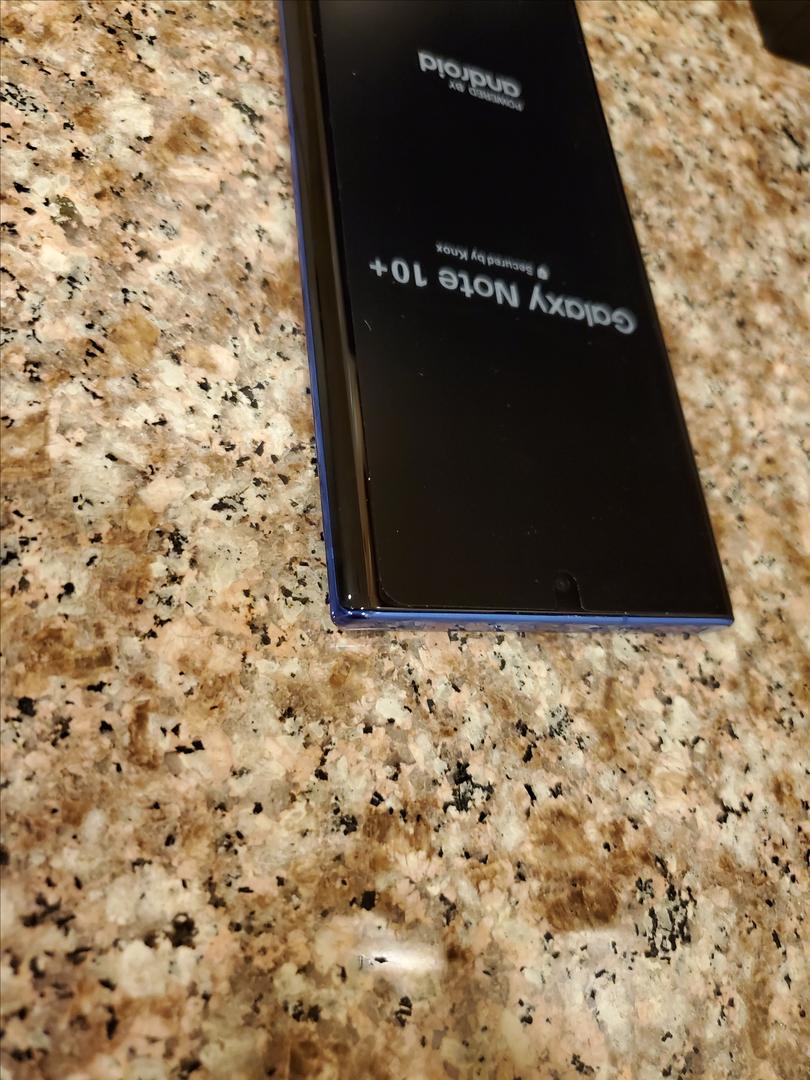 Galaxy Note 10+
Secured by Knox
POWERED BY
android